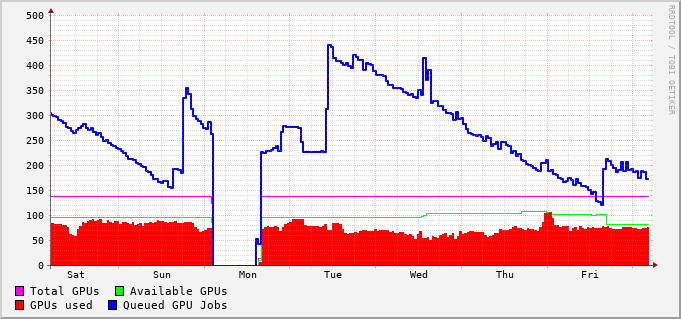 500
450
400
350
300
250
200
150
100
50
0
Sat Sun Mon Tue Wed Thu Fri
Total GPUs Available GPUs
GPUs used Queued GPU Jobs
RRDTOOL / TOBI OETIKER